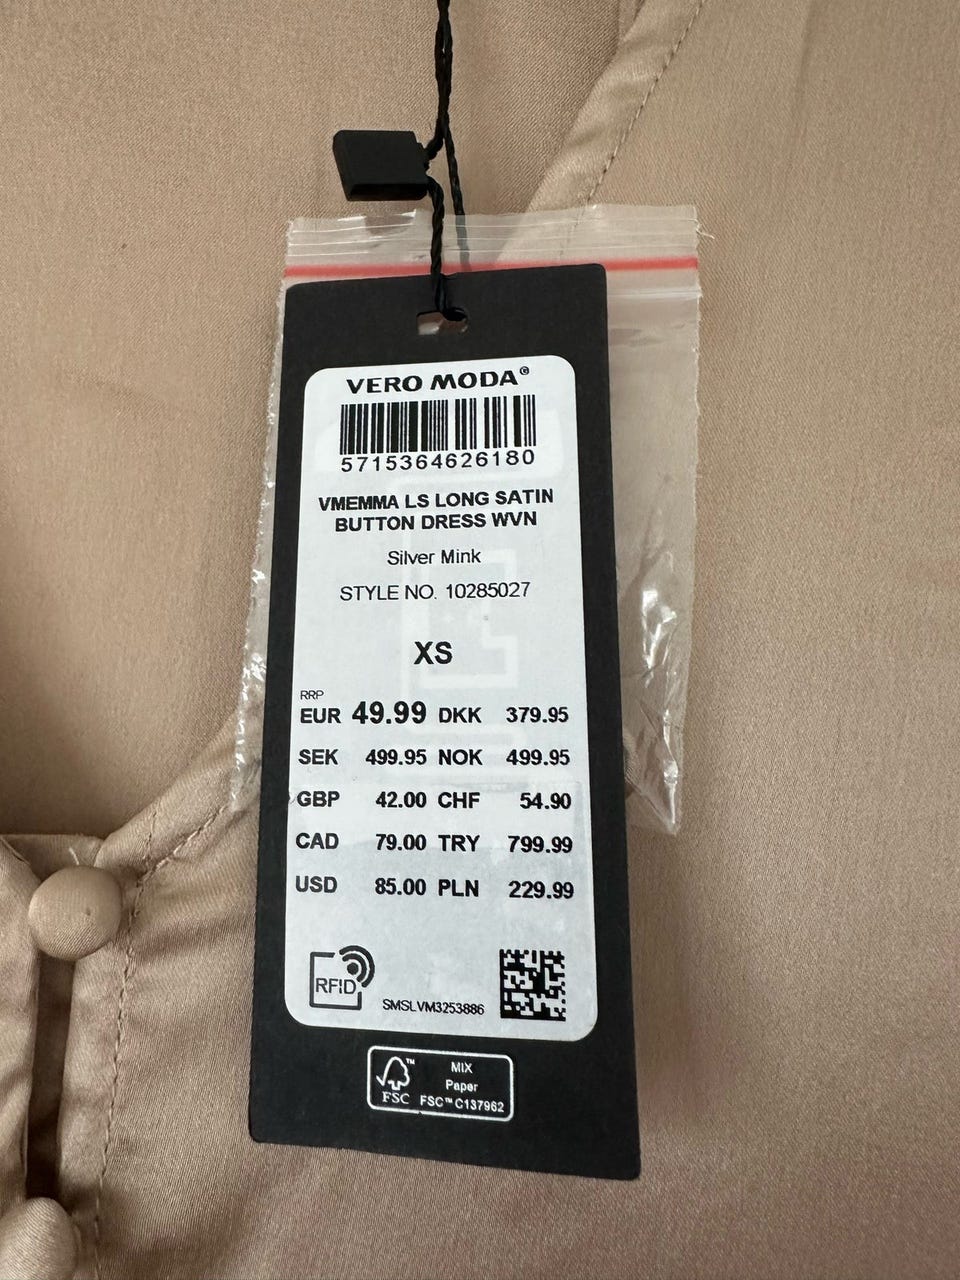 VERO MODA®
5715364626180
VMEMMA LS LONG SATIN
BUTTON DRESS WVN
Silver Mink
STYLE NO. 10285027
XS
RRP
EUR 49.99 DKK 379.95
SEK 499.95 NOK 499.95
GBP 42.00 CHF 54.90
CAD 79.00 TRY 799.99
USD 85.00 PLN 229.99
RFID
SMSLVM3253886
FSC™
MIX
Paper
FSC™ C137962